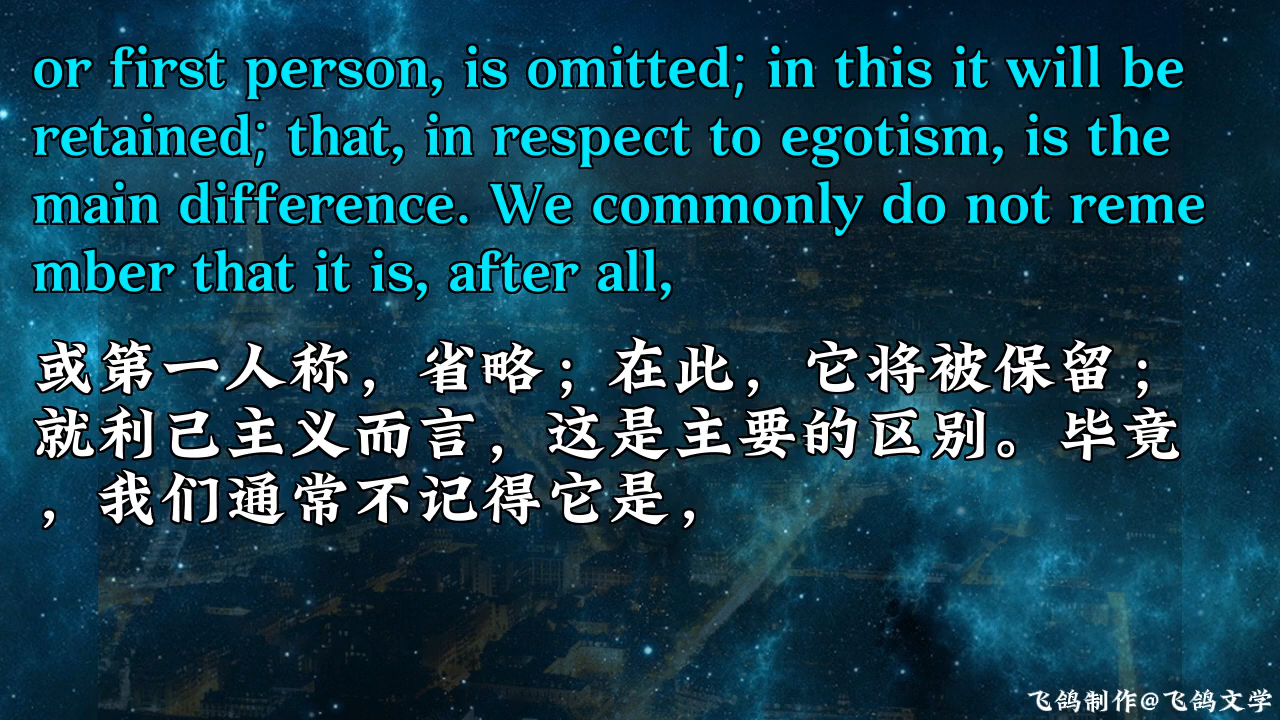 or first person, is omitted; in this it will be
retained; that, in respect to egotism, is the
main difference. We commonly do not reme
mber that it is, after all,
或第一人称，省略；在此，它将被保留；
就利己主义而言，这是主要的区别。毕竟
，我们通常不记得它是，
飞鸽制作@飞鸽文学